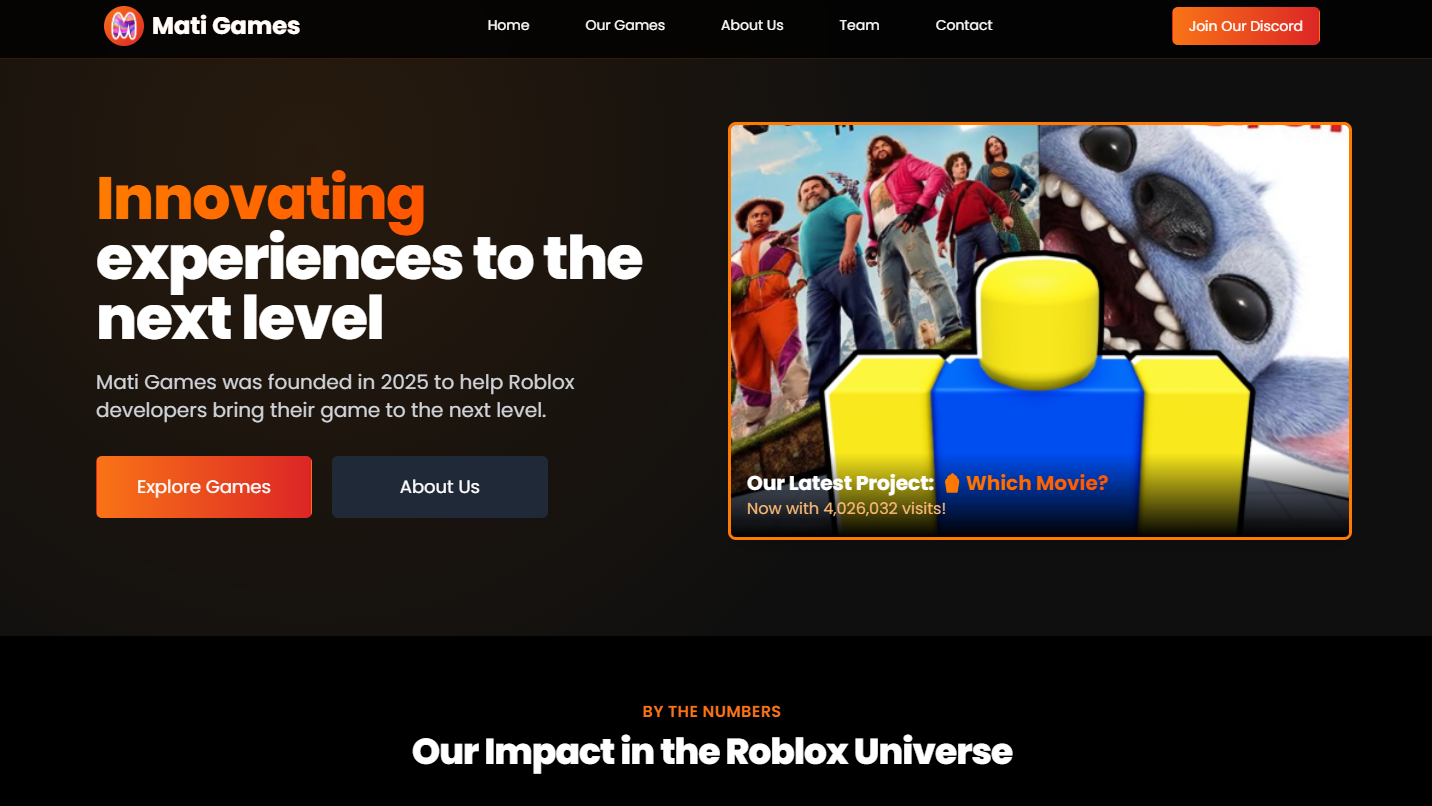 Mati Games
Home
Our Games
About Us
Team
Contact
Join Our Discord
Innovating
experiences to the
next level
Mati Games was founded in 2025 to help Roblox
developers bring their game to the next level.
Explore Games
About Us
Our Latest Project: 🍿 Which Movie?
Now with 4,026,032 visits!
BY THE NUMBERS
Our Impact in the Roblox Universe